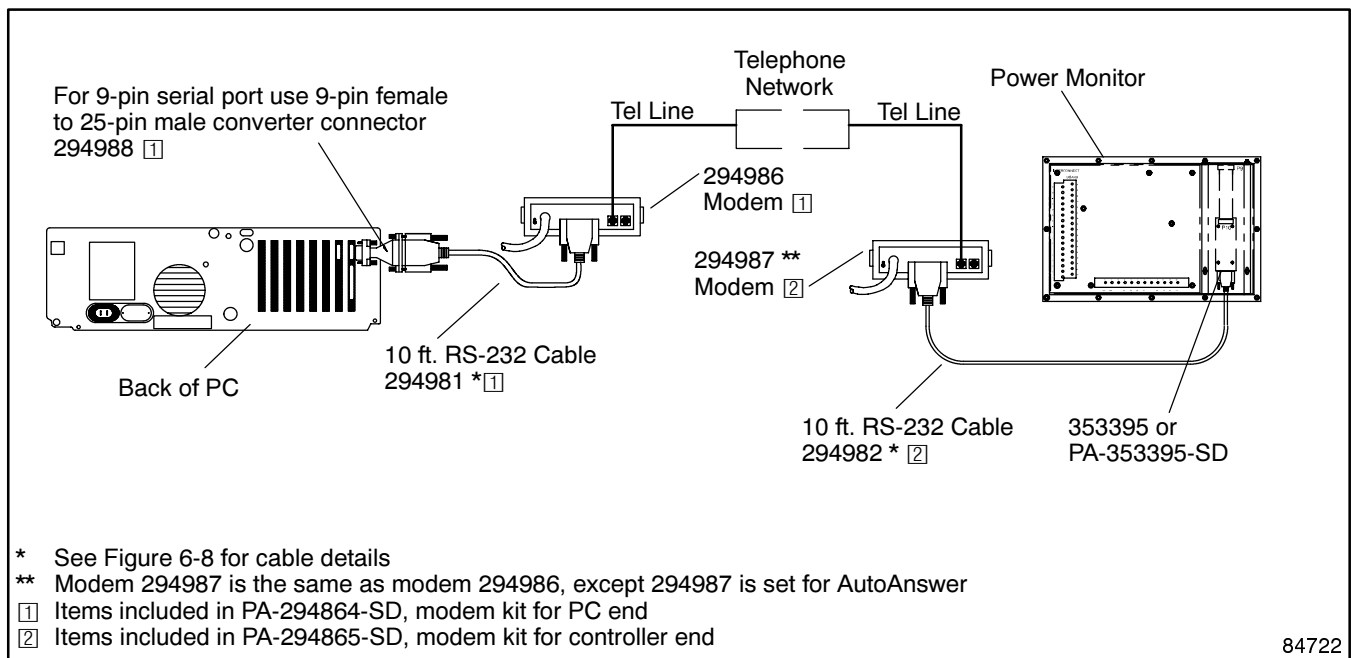 For 9-pin serial port use 9-pin female
to 25-pin male converter connector
294988 1
Tel Line
Telephone
Network
Tel Line
Power Monitor
294986
Modem 1
294987 **
Modem 2
10 ft. RS-232 Cable
294981 * 1
Back of PC
10 ft. RS-232 Cable
294982 * 2
353395 or
PA-353395-SD
* See Figure 6-8 for cable details
** Modem 294987 is the same as modem 294986, except 294987 is set for AutoAnswer
1 Items included in PA-294864-SD, modem kit for PC end
2 Items included in PA-294865-SD, modem kit for controller end
84722